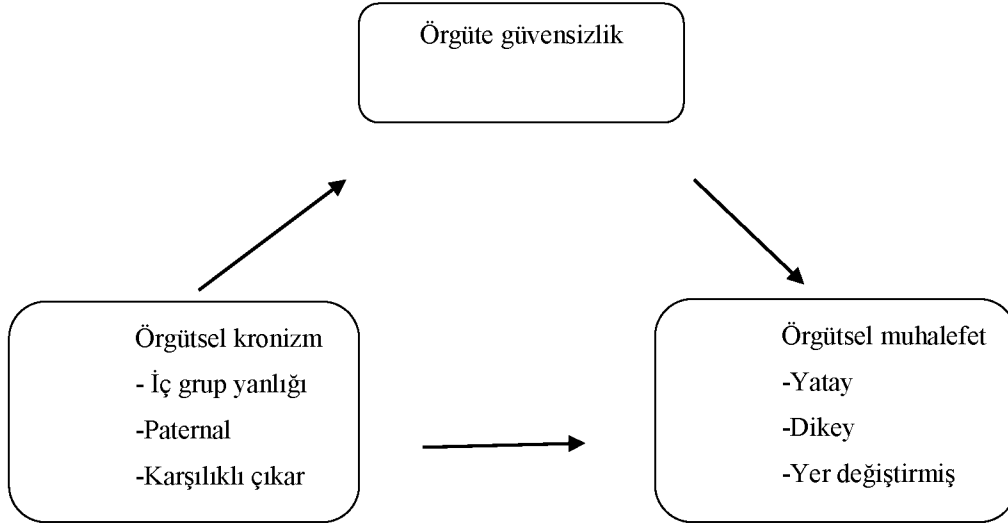 Örgüte güvensizlik
Örgütsel kronizm
- İç grup yanlığı
-Paternal
-Karşılıklı çıkar
Örgütsel muhalefet
-Yatay
-Dikey
-Yer değiştirmiş